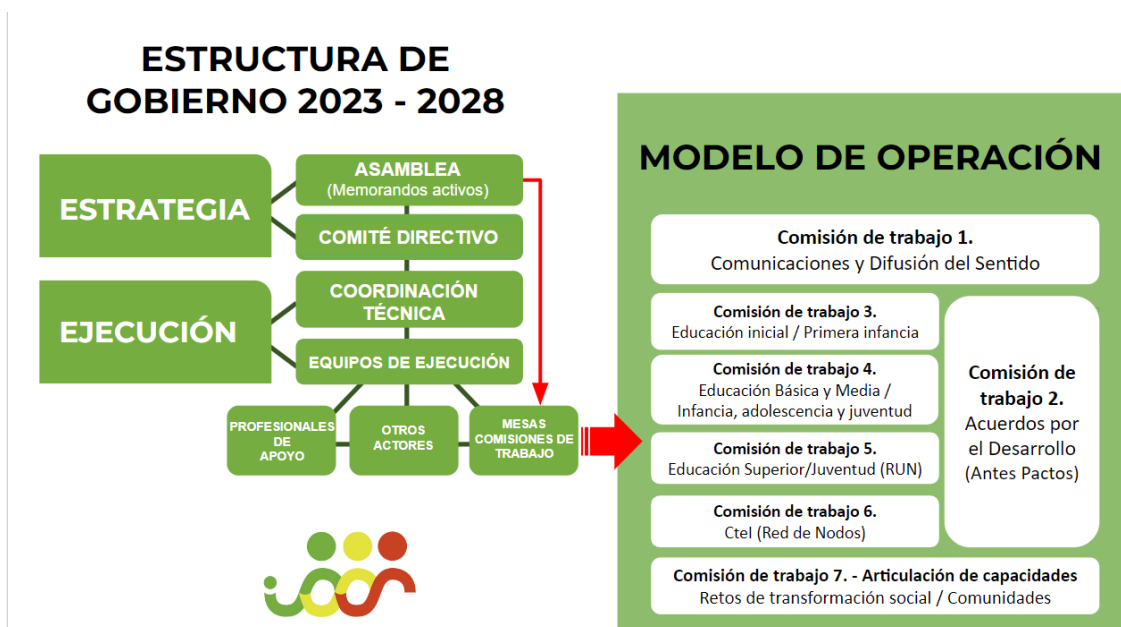 ESTRUCTURA DE
GOBIERNO 2023 - 2028
ESTRATEGIA
ASAMBLEA
(Memorandos activos)
COMITÉ DIRECTIVO
EJECUCIÓN
COORDINACIÓN
TÉCNICA
EQUIPOS DE EJECUCIÓN
PROFESIONALES
DE
APOYO
OTROS
ACTORES
MESAS
COMISIONES DE
TRABAJO
MODELO DE OPERACIÓN
Comisión de trabajo 1.
Comunicaciones y Difusión del Sentido
Comisión de trabajo 3.
Educación inicial / Primera infancia
Comisión de trabajo 4.
Educación Básica y Media /
Infancia, adolescencia y juventud
Comisión de trabajo 5.
Educación Superior/Juventud (RUN)
Comisión de trabajo 6.
CteI (Red de Nodos)
Comisión de
trabajo 2.
Acuerdos por
el Desarrollo
(Antes Pactos)
Comisión de trabajo 7. - Articulación de capacidades
Retos de transformación social / Comunidades